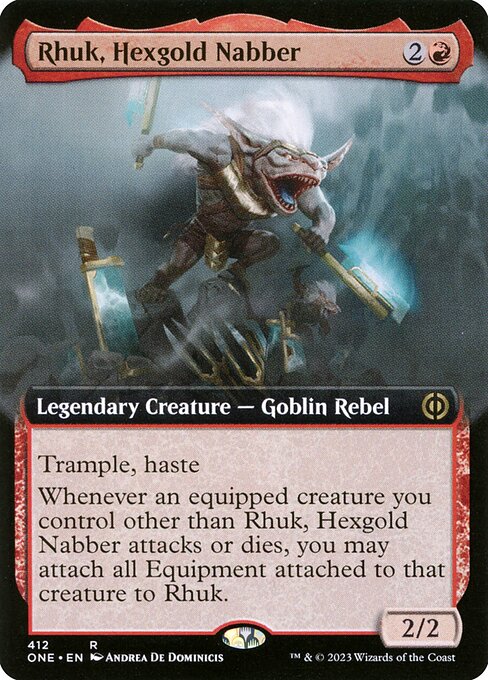 Rhuk, Hexgold Nabber 2
Legendary Creature — Goblin Rebel
Trample, haste
Whenever an equipped creature you
control other than Rhuk, Hexgold
Nabber attacks or dies, you may
attach all Equipment attached to that
creature to Rhuk.
2/2
412 R
ONE • EN Andrea De Dominicis
™ & © 2023 Wizards of the Coast